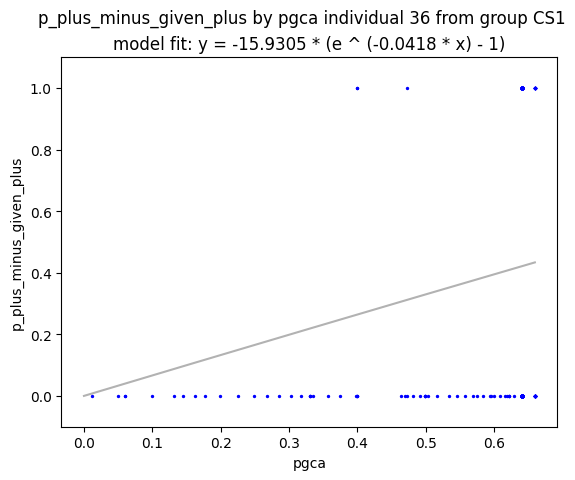 p_plus_minus_given_plus by pgca individual 36 from group CS1
model fit: y = -15.9305 * (e ^ (-0.0418 * x) - 1)
1.0
0.8
0.6
0.4
0.2
0.0
p_plus_minus_given_plus
0.0 0.1 0.2 0.3 0.4 0.5 0.6
pgca